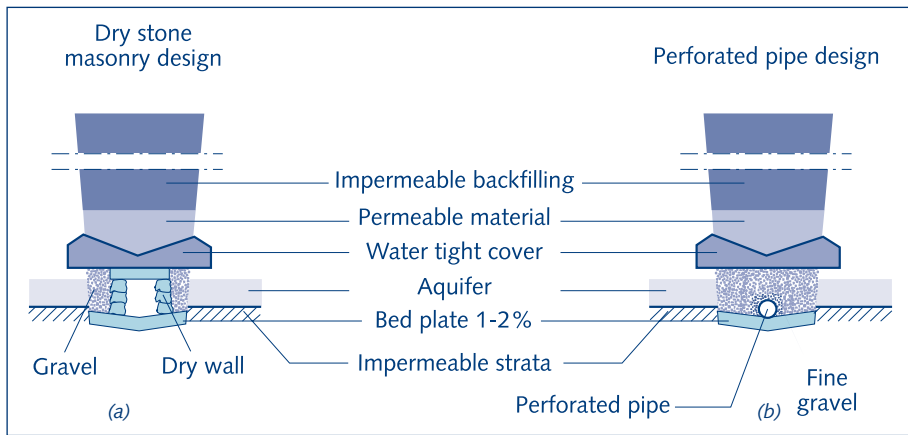 Dry stone
masonry design
Perforated pipe design
Impermeable backfilling
Permeable material
Water tight cover
Aquifer
Bed plate 1-2%
Impermeable strata
Gravel
Dry wall
Perforated pipe
Fine
gravel
(a)
(b)